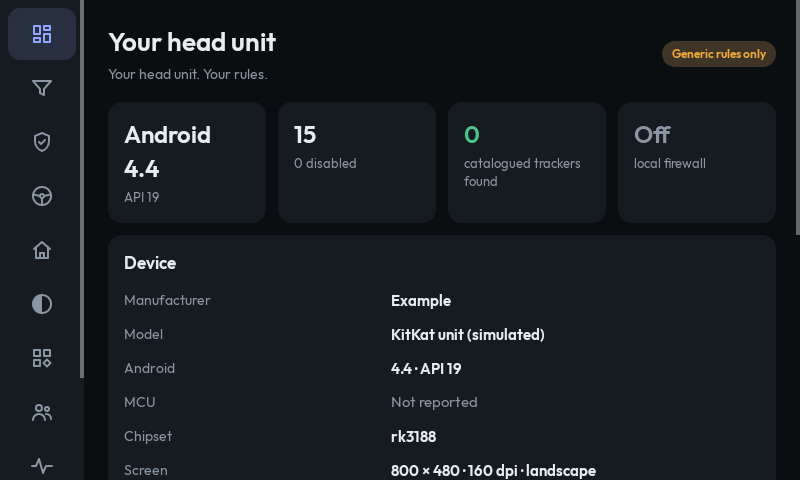 Your head unit
Your head unit. Your rules.
Generic rules only
Android
4.4
API 19
15
0 disabled
0
catalogued trackers
found
Off
local firewall
Device
Manufacturer Example
Model KitKat unit (simulated)
Android 4.4 · API 19
MCU Not reported
Chipset rk3188
Screen 800 × 480 · 160 dpi · landscape